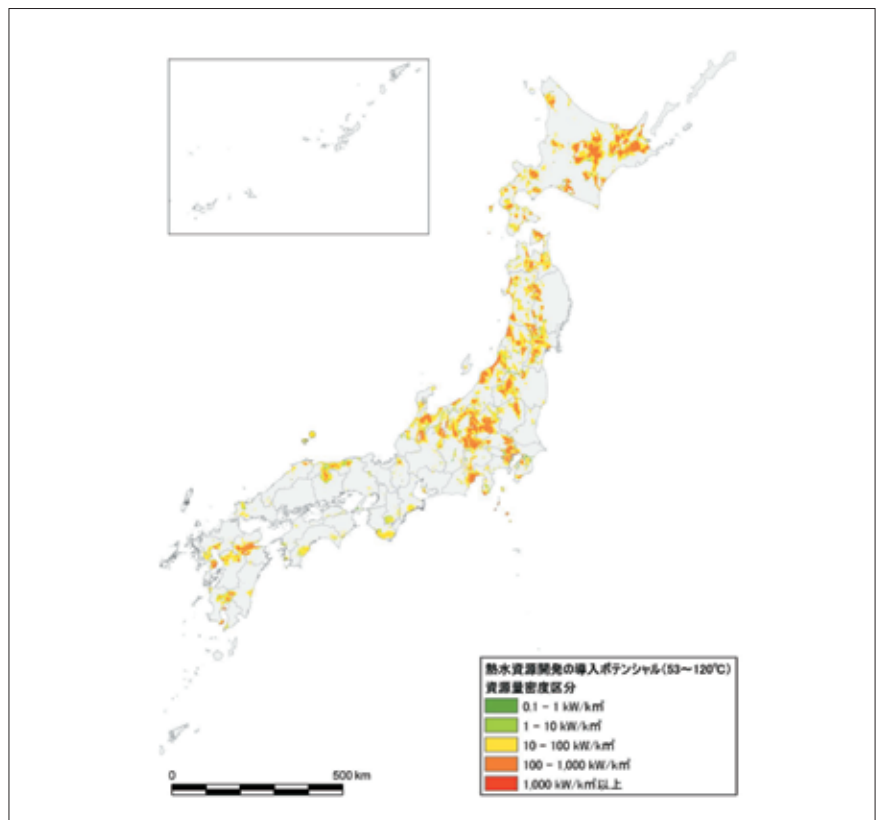 熱水資源開発の導入ポテンシャル(53~120℃)
資源量密度区分
0.1 - 1 kW/k㎡
1 - 10 kW/k㎡
10 - 100 kW/k㎡
100 - 1,000 kW/k㎡
1,000 kW/k㎡以上
0 500 km